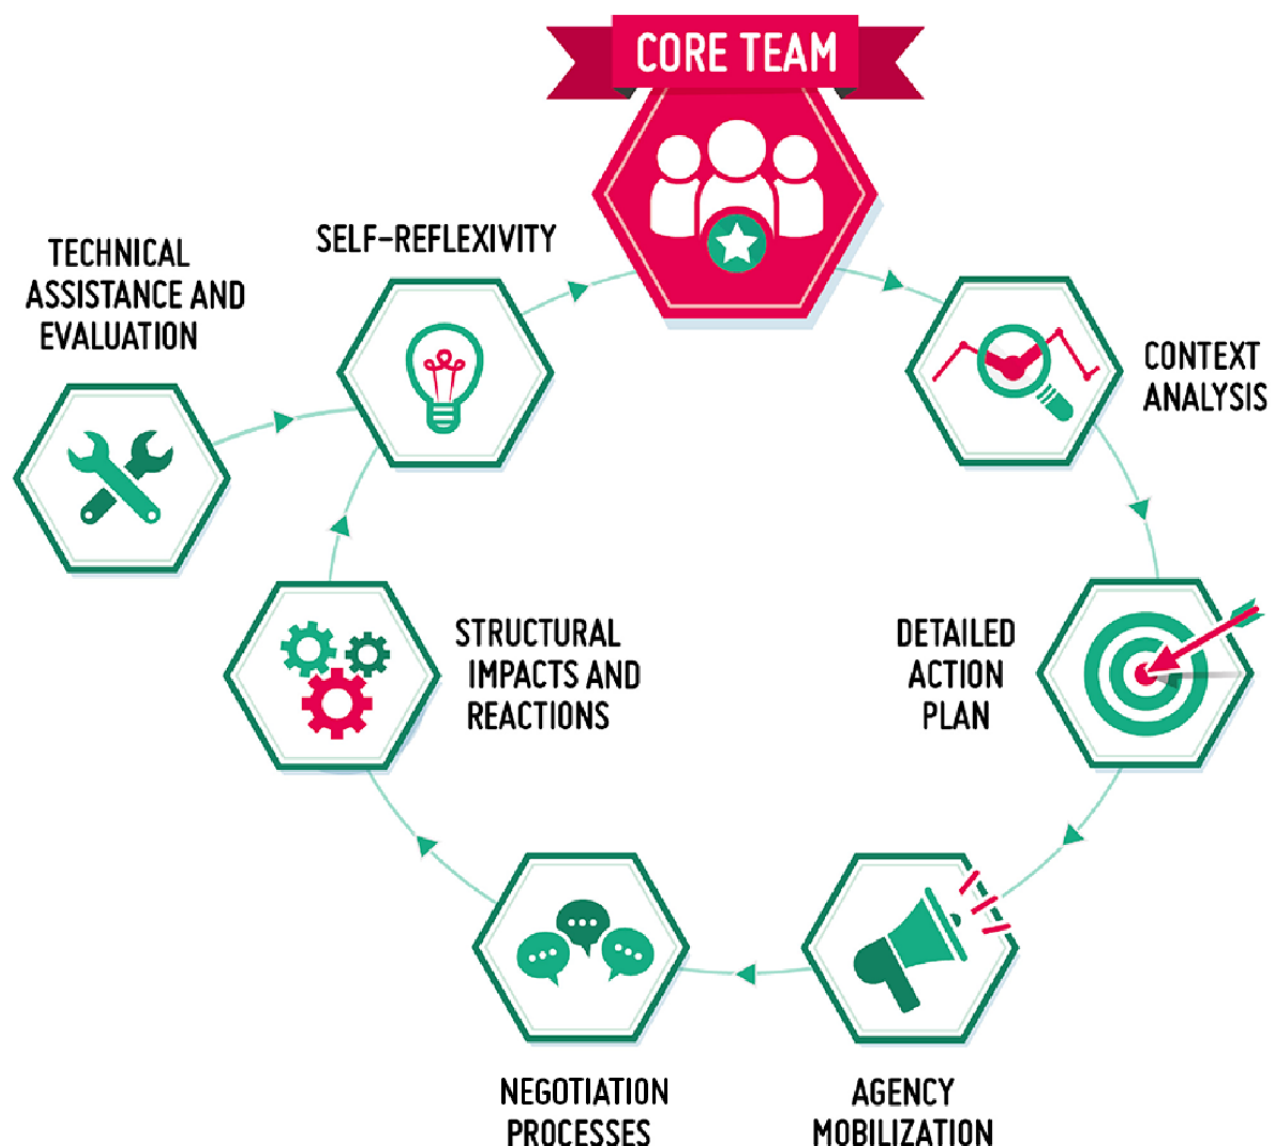 CORE TEAM
SELF-REFLEXIVITY
TECHNICAL
ASSISTANCE AND
EVALUATION
CONTEXT
ANALYSIS
STRUCTURAL
IMPACTS AND
REACTIONS
DETAILED
ACTION
PLAN
NEGOTIATION
PROCESSES
AGENCY
MOBILIZATION